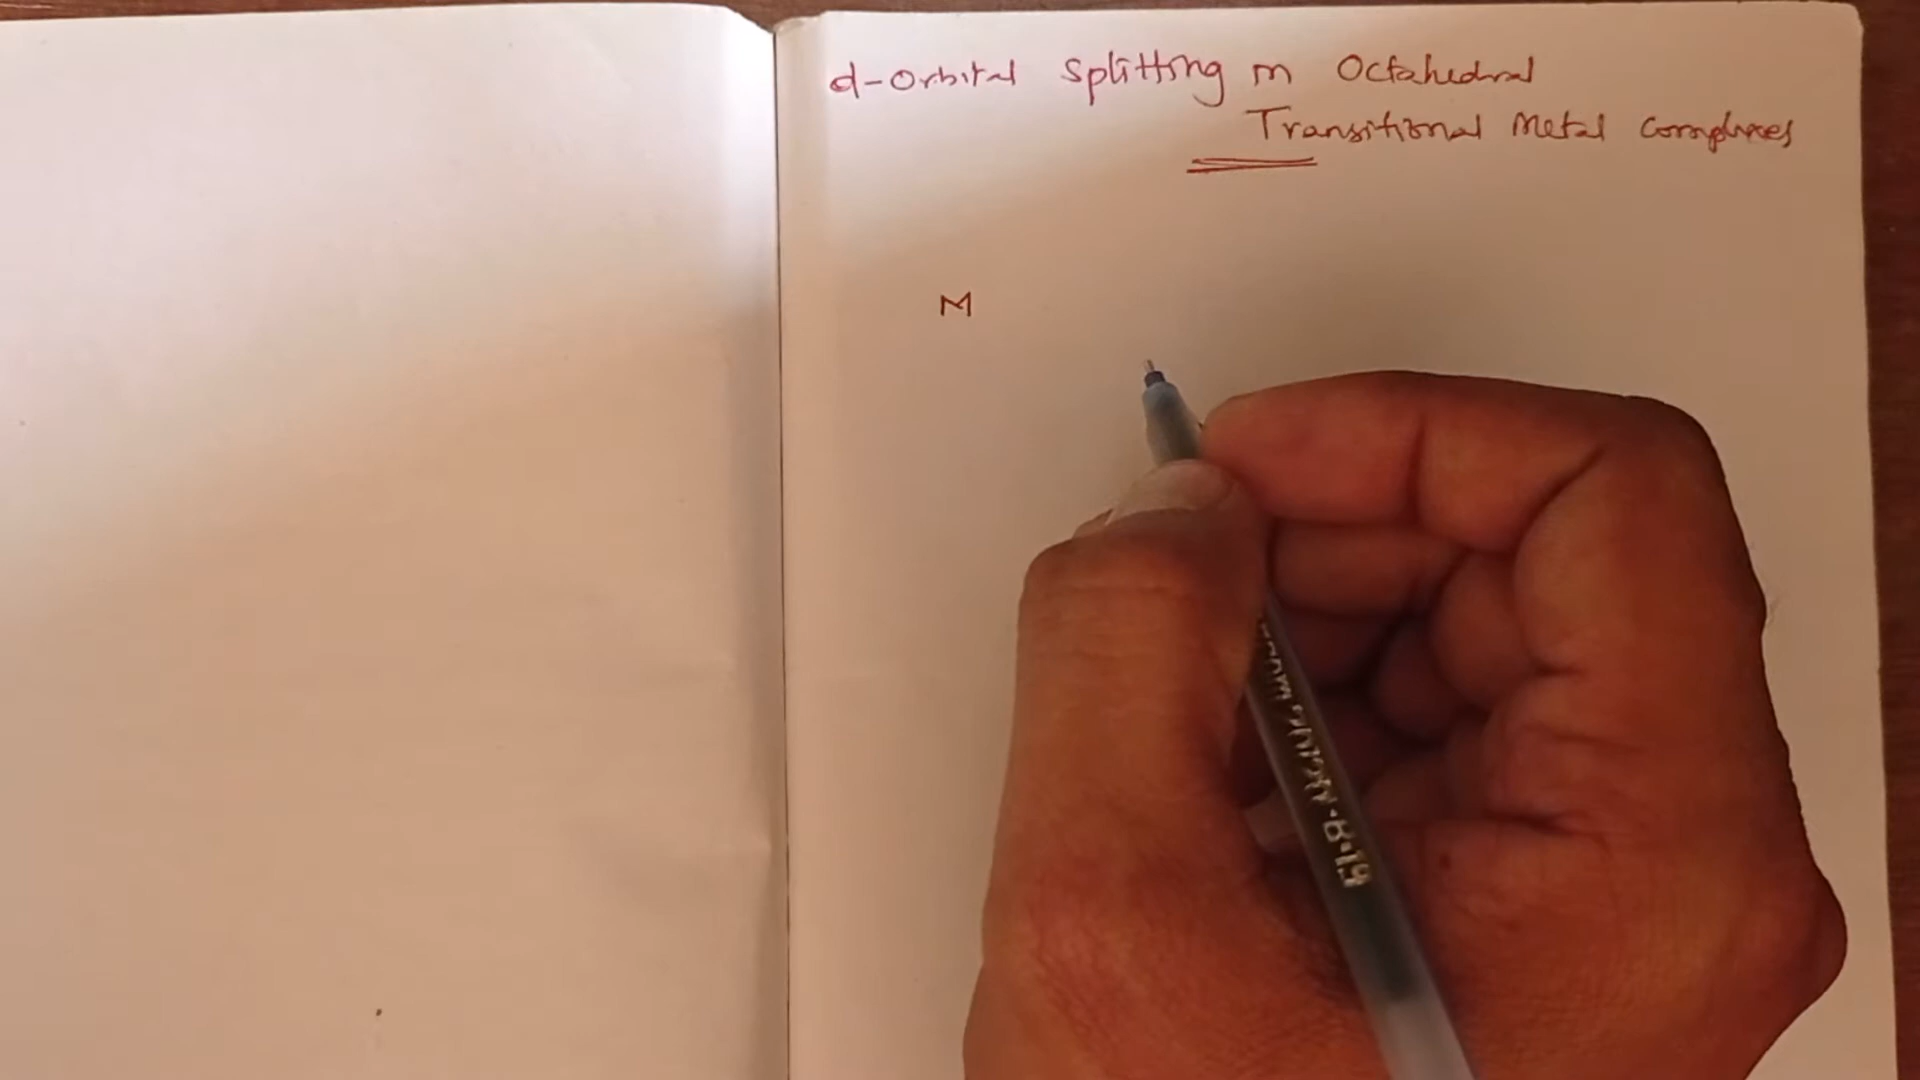 d-Orbital Splitting in Octahedral
Transitional Metal Complexes
M